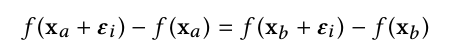 f(𝐱ₐ + 𝜺ᵢ) − f(𝐱ₐ) = f(𝐱_b + 𝜺ᵢ) − f(𝐱_b)